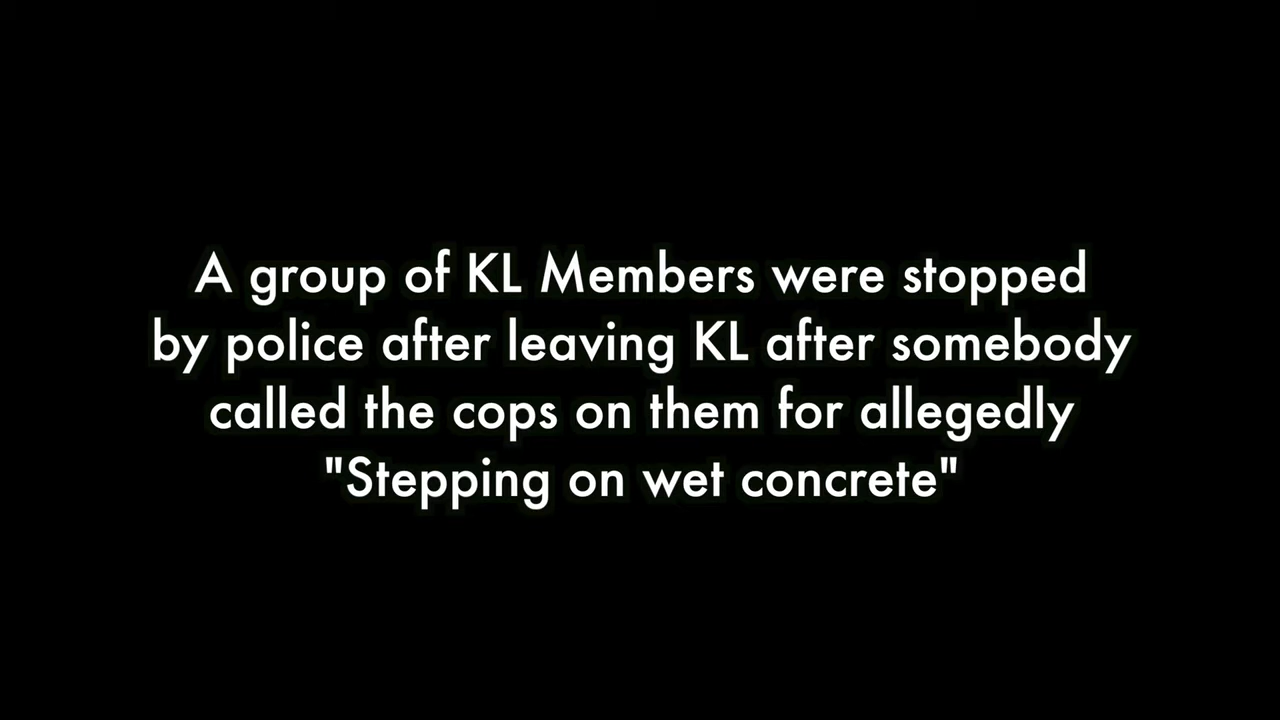 A group of KL Members were stopped
by police after leaving KL after somebody
called the cops on them for allegedly
"Stepping on wet concrete"